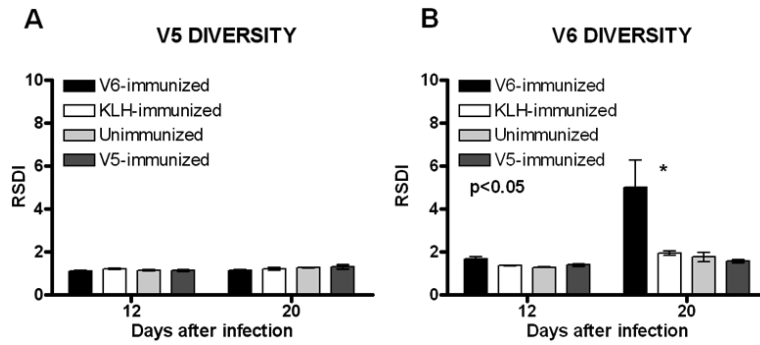 A
V5 DIVERSITY
10
8
6
4
2
0
RSDI
V6-immunized
KLH-immunized
Unimmunized
V5-immunized
12
20
Days after infection
B
V6 DIVERSITY
10
8
6
4
2
0
RSDI
V6-immunized
KLH-immunized
Unimmunized
V5-immunized
p<0.05
*
12
20
Days after infection